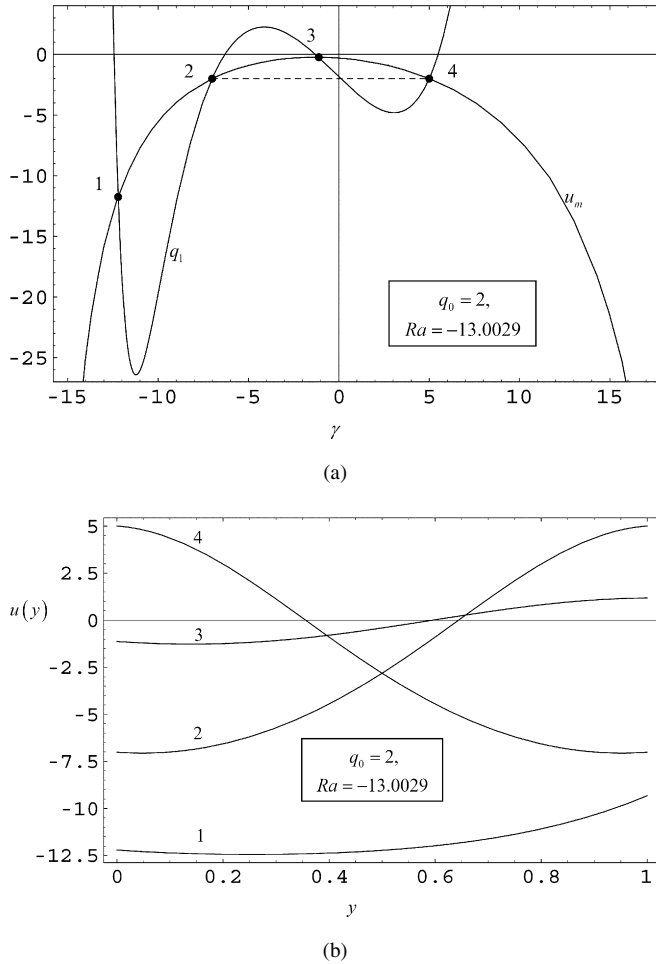 0
-5
-10
-15
-20
-25
-15 -10 -5 0 5 10 15
1
2
3
4
q₁
uₘ
q₀ = 2,
Ra = −13.0029
γ
(a)
5
2.5
0
-2.5
-5
-7.5
-10
-12.5
u(y)
4
3
2
1
q₀ = 2,
Ra = −13.0029
0 0.2 0.4 0.6 0.8 1
y
(b)